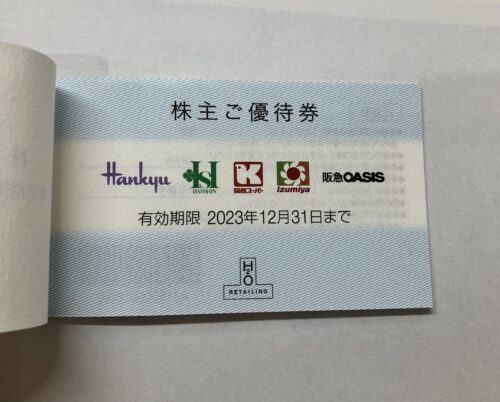 株主ご優待券
Hankyu HANSHIN 関西スーパー izumiya 阪急OASIS
有効期限 2023年12月31日まで
H2O
RETAILING